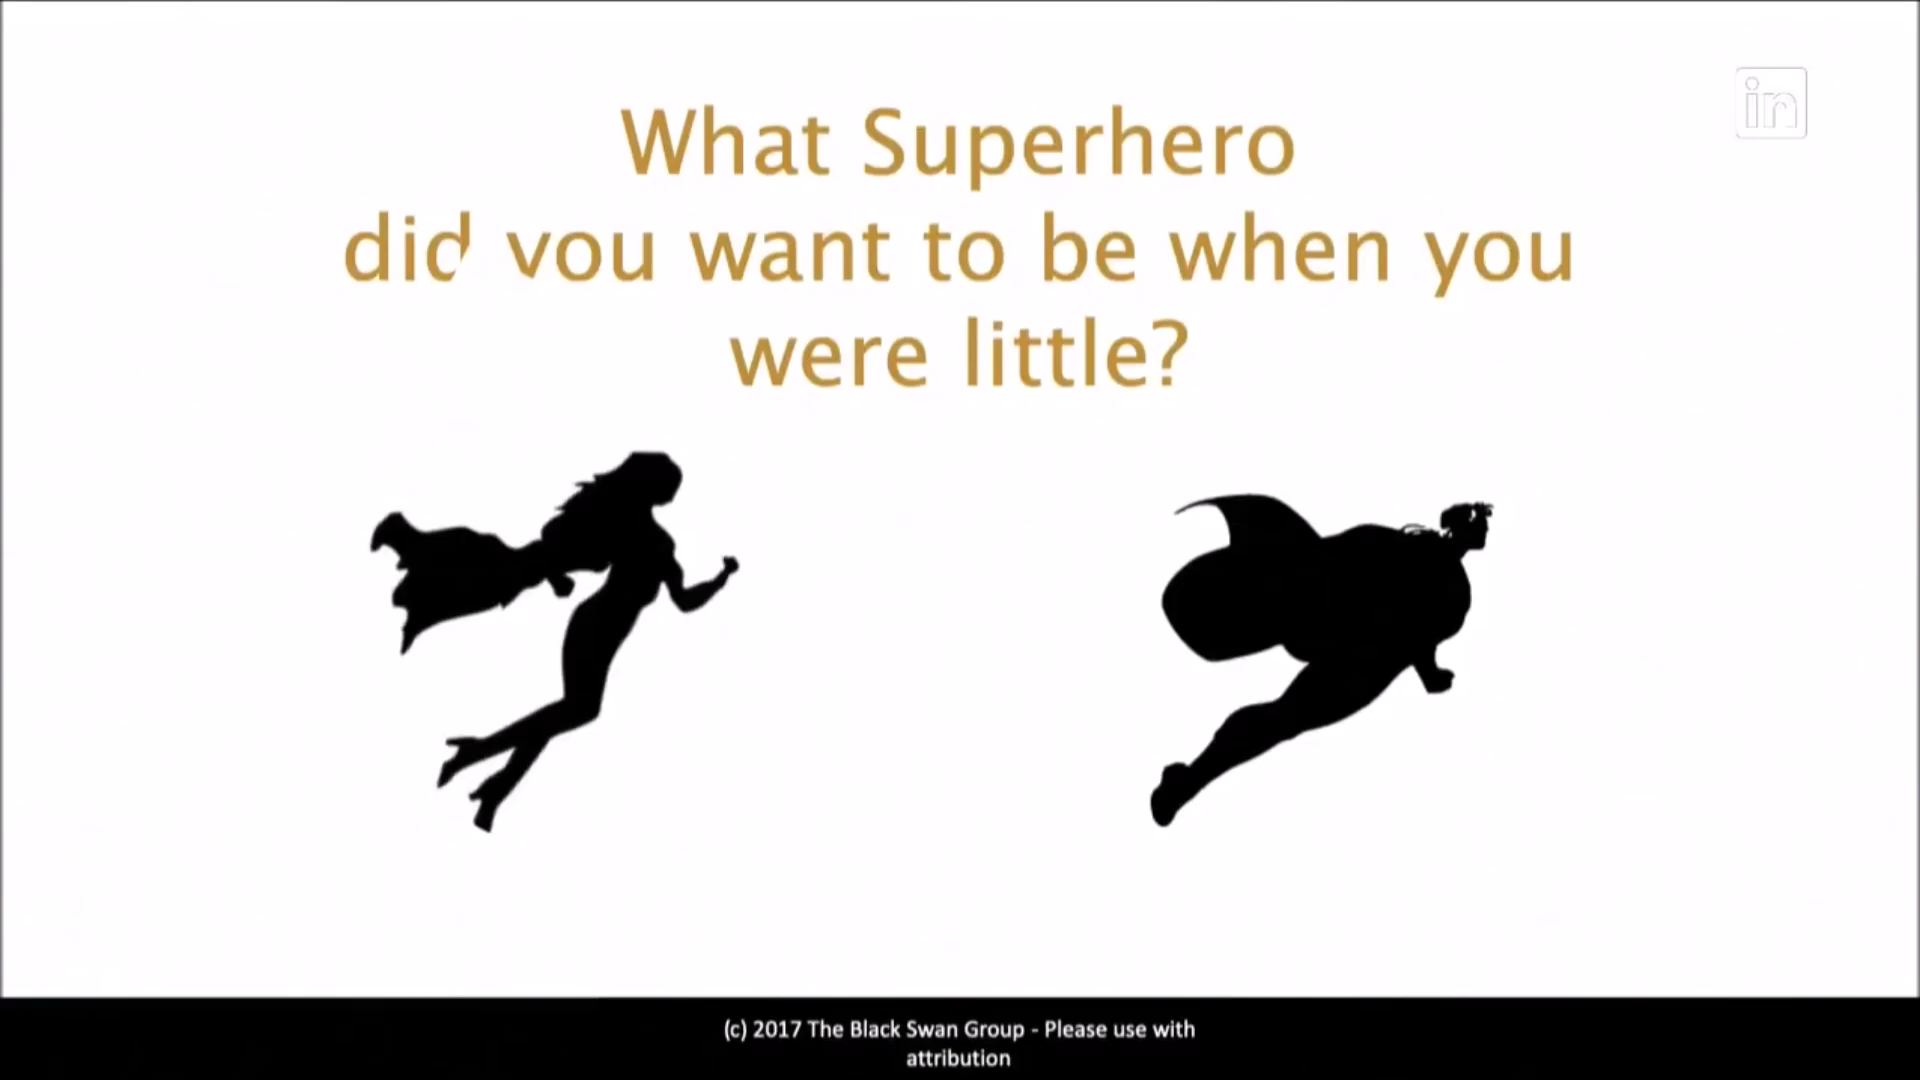 What Superhero
did you want to be when you
were little?
in
(c) 2017 The Black Swan Group - Please use with
attribution